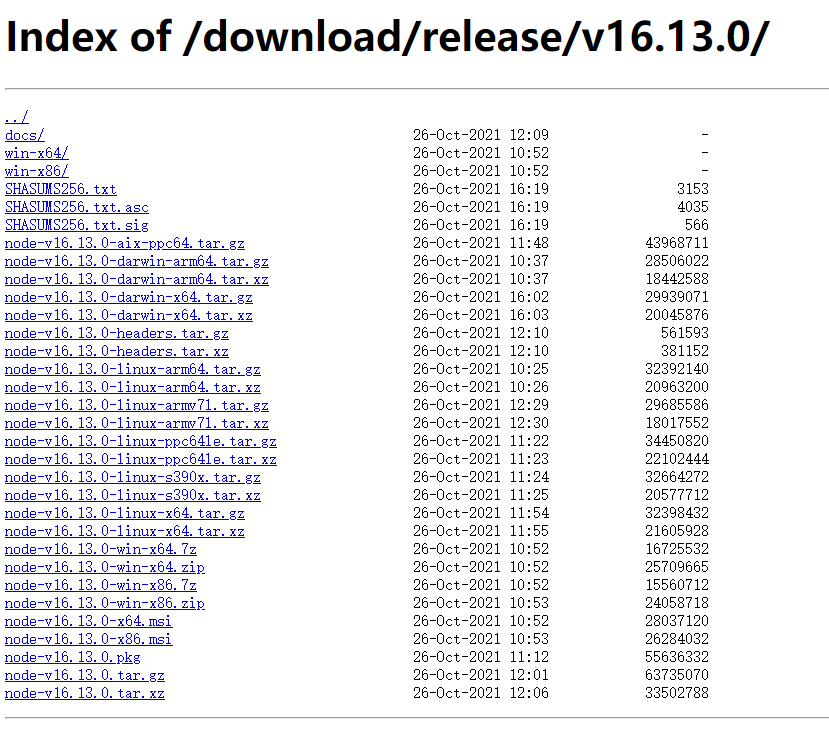 Index of /download/release/v16.13.0/
../
docs/ 26-Oct-2021 12:09 -
win-x64/ 26-Oct-2021 10:52 -
win-x86/ 26-Oct-2021 10:52 -
SHASUMS256.txt 26-Oct-2021 16:19 3153
SHASUMS256.txt.asc 26-Oct-2021 16:19 4035
SHASUMS256.txt.sig 26-Oct-2021 16:19 566
node-v16.13.0-aix-ppc64.tar.gz 26-Oct-2021 11:48 43968711
node-v16.13.0-darwin-arm64.tar.gz 26-Oct-2021 10:37 28506022
node-v16.13.0-darwin-arm64.tar.xz 26-Oct-2021 10:37 18442588
node-v16.13.0-darwin-x64.tar.gz 26-Oct-2021 16:02 29939071
node-v16.13.0-darwin-x64.tar.xz 26-Oct-2021 16:03 20045876
node-v16.13.0-headers.tar.gz 26-Oct-2021 12:10 561593
node-v16.13.0-headers.tar.xz 26-Oct-2021 12:10 381152
node-v16.13.0-linux-arm64.tar.gz 26-Oct-2021 10:25 32392140
node-v16.13.0-linux-arm64.tar.xz 26-Oct-2021 10:26 20963200
node-v16.13.0-linux-armv7l.tar.gz 26-Oct-2021 12:29 29685586
node-v16.13.0-linux-armv7l.tar.xz 26-Oct-2021 12:30 18017552
node-v16.13.0-linux-ppc64le.tar.gz 26-Oct-2021 11:22 34450820
node-v16.13.0-linux-ppc64le.tar.xz 26-Oct-2021 11:23 22102444
node-v16.13.0-linux-s390x.tar.gz 26-Oct-2021 11:24 32664272
node-v16.13.0-linux-s390x.tar.xz 26-Oct-2021 11:25 20577712
node-v16.13.0-linux-x64.tar.gz 26-Oct-2021 11:54 32398432
node-v16.13.0-linux-x64.tar.xz 26-Oct-2021 11:55 21605928
node-v16.13.0-win-x64.7z 26-Oct-2021 10:52 16725532
node-v16.13.0-win-x64.zip 26-Oct-2021 10:52 25709665
node-v16.13.0-win-x86.7z 26-Oct-2021 10:52 15560712
node-v16.13.0-win-x86.zip 26-Oct-2021 10:53 24058718
node-v16.13.0-x64.msi 26-Oct-2021 10:52 28037120
node-v16.13.0-x86.msi 26-Oct-2021 10:53 26284032
node-v16.13.0.pkg 26-Oct-2021 11:12 55636332
node-v16.13.0.tar.gz 26-Oct-2021 12:01 63735070
node-v16.13.0.tar.xz 26-Oct-2021 12:06 33502788